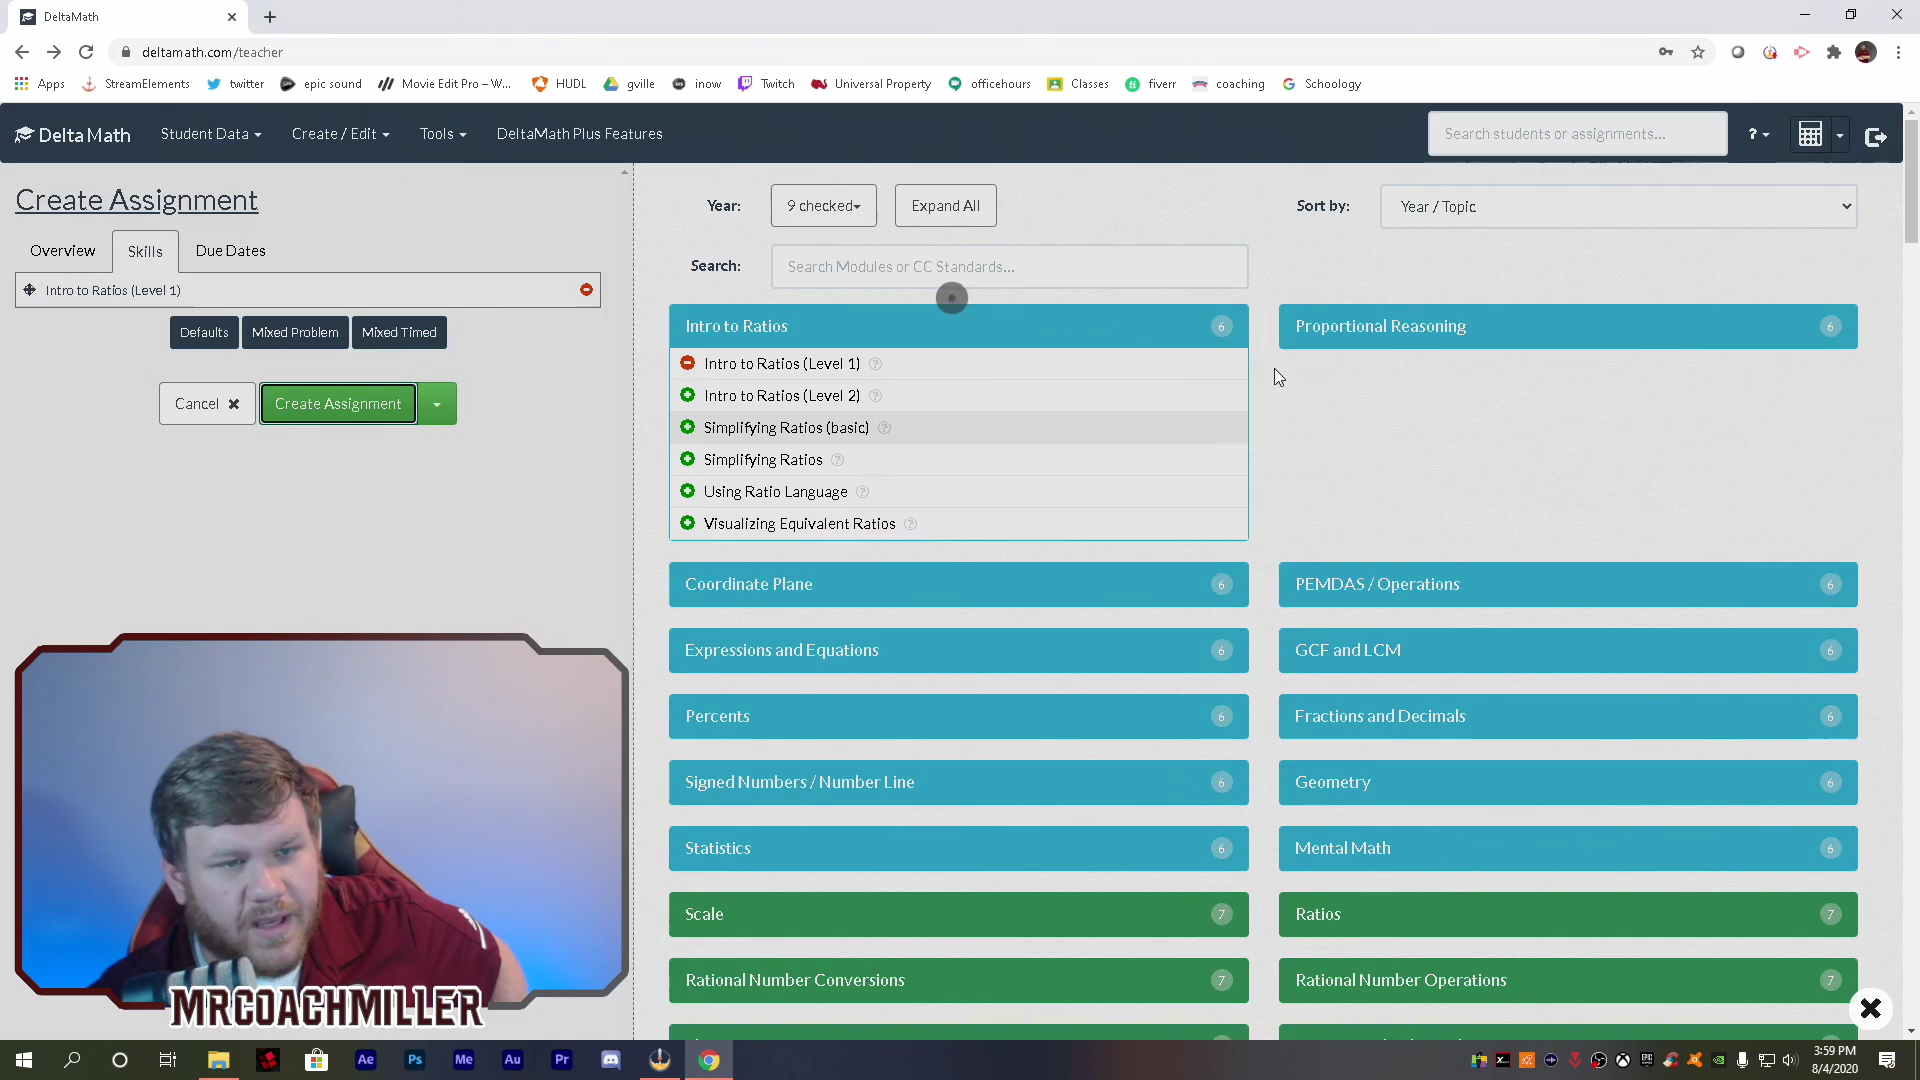 DeltaMath
deltamath.com/teacher
Apps StreamElements twitter epic sound Movie Edit Pro – W... HUDL gville inow Twitch Universal Property officehours Classes fiverr coaching Schoology
Delta Math Student Data Create / Edit Tools DeltaMath Plus Features Search students or assignments... ?
Create Assignment
Overview Skills Due Dates
Intro to Ratios (Level 1)
Defaults Mixed Problem Mixed Timed
Cancel Create Assignment
Year: 9 checked Expand All Sort by: Year / Topic
Search: Search Modules or CC Standards...
Intro to Ratios 6 Proportional Reasoning 6
Intro to Ratios (Level 1) ?
Intro to Ratios (Level 2) ?
Simplifying Ratios (basic) ?
Simplifying Ratios ?
Using Ratio Language ?
Visualizing Equivalent Ratios ?
Coordinate Plane 6 PEMDAS / Operations 6
Expressions and Equations 6 GCF and LCM 6
Percents 6 Fractions and Decimals 6
Signed Numbers / Number Line 6 Geometry 6
Statistics 6 Mental Math 6
Scale 7 Ratios 7
Rational Number Conversions 7 Rational Number Operations 7
MRCOACHMILLER
Ae Ps Me Au Pr
3:59 PM
8/4/2020